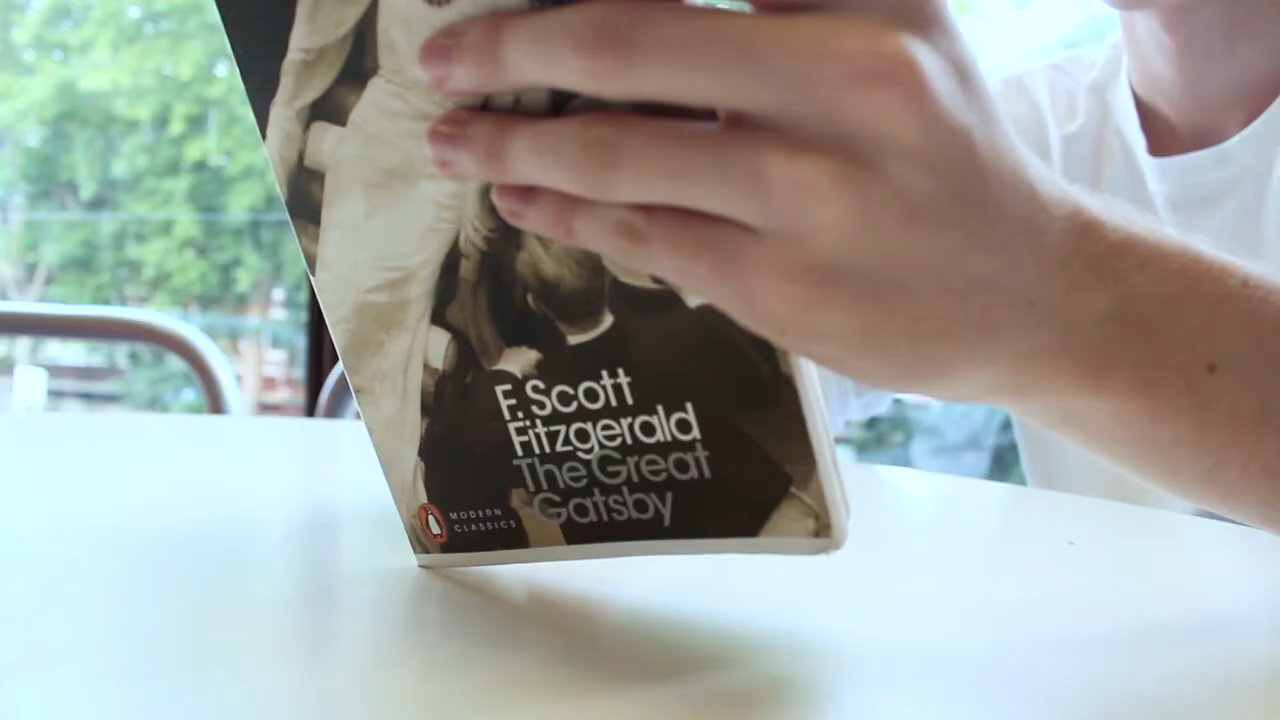 F. Scott
Fitzgerald
The Great
Gatsby
MODERN
CLASSICS